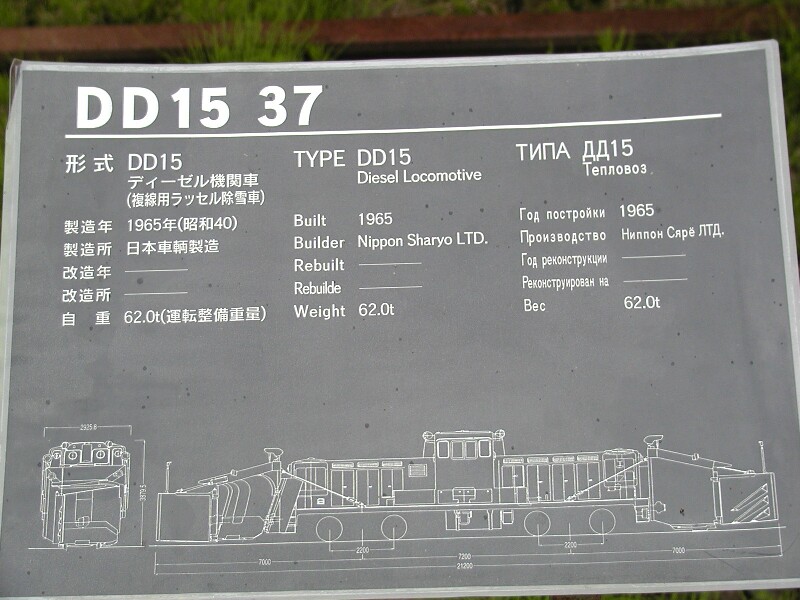 DD15 37
形式 DD15
ディーゼル機関車
(複線用ラッセル除雪車)
製造年 1965年(昭和40)
製造所 日本車輌製造
改造年 ―――
改造所 ―――
自重 62.0t(運転整備重量)
TYPE DD15
Diesel Locomotive
Built 1965
Builder Nippon Sharyo LTD.
Rebuilt ―――
Rebuilde ―――
Weight 62.0t
ТИПА ДД15
Тепловоз
Год постройки 1965
Производство Ниппон Сярё ЛТД.
Год реконструкции ―――
Реконструирован на ―――
Вес 62.0t
7000 2200 7200 2200 7000
21200